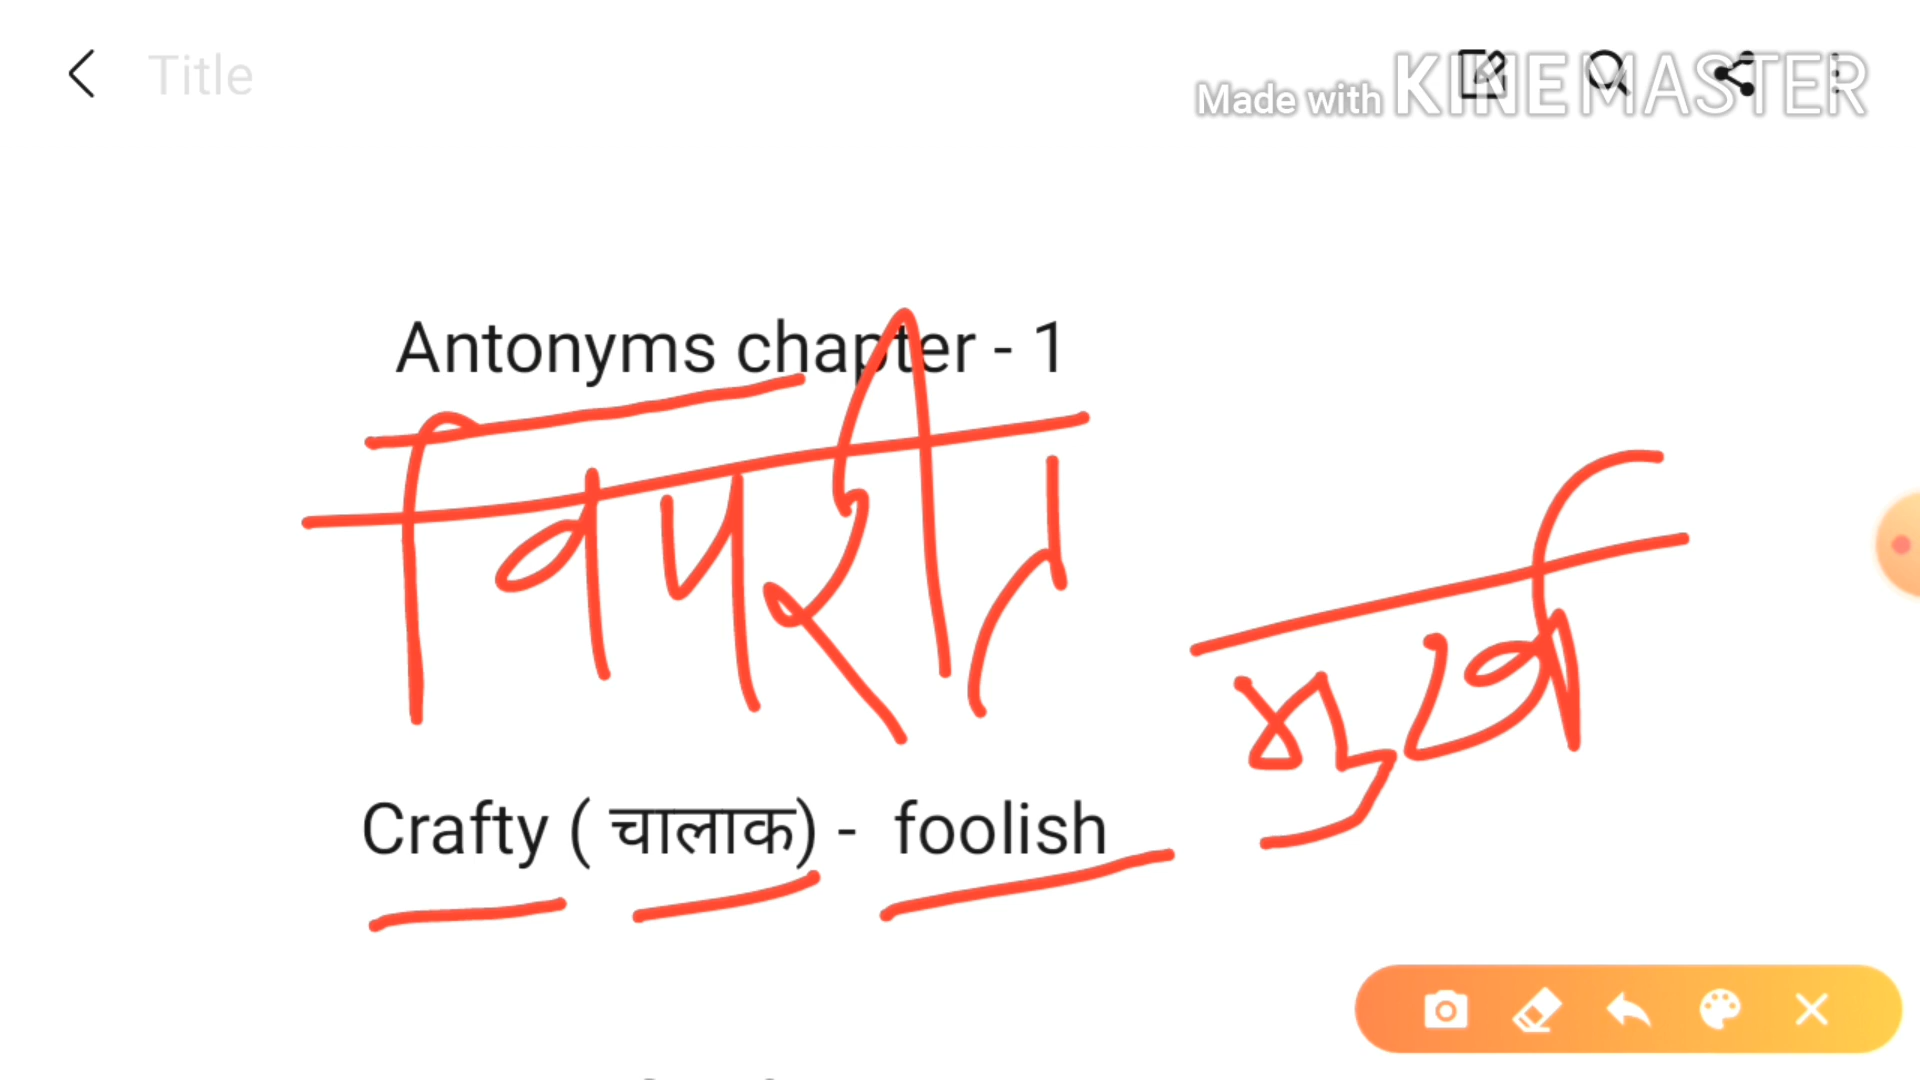 Title
Made with KINEMASTER
Antonyms chapter - 1
विपरीत
मुर्ख
Crafty ( चालाक) - foolish